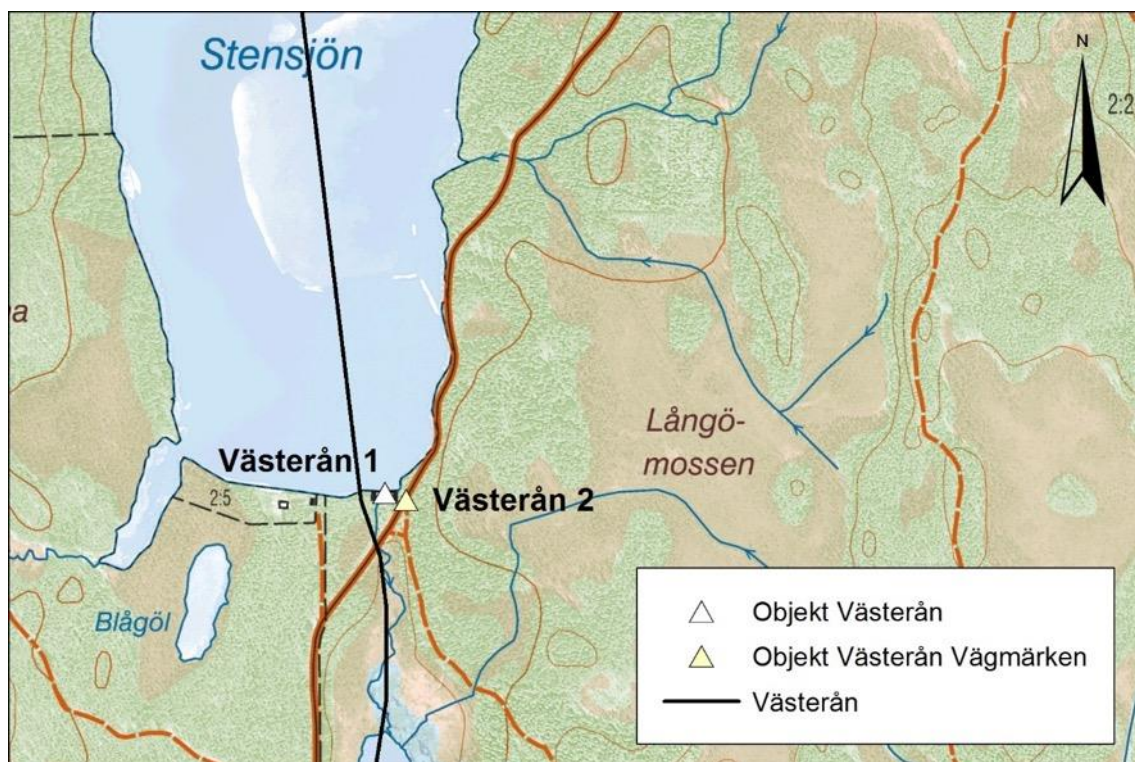 Stensjön
N
2:2
a
Långö-
mossen
Västerån 1
Västerån 2
2:5
Blågöl
Objekt Västerån
Objekt Västerån Vägmärken
Västerån